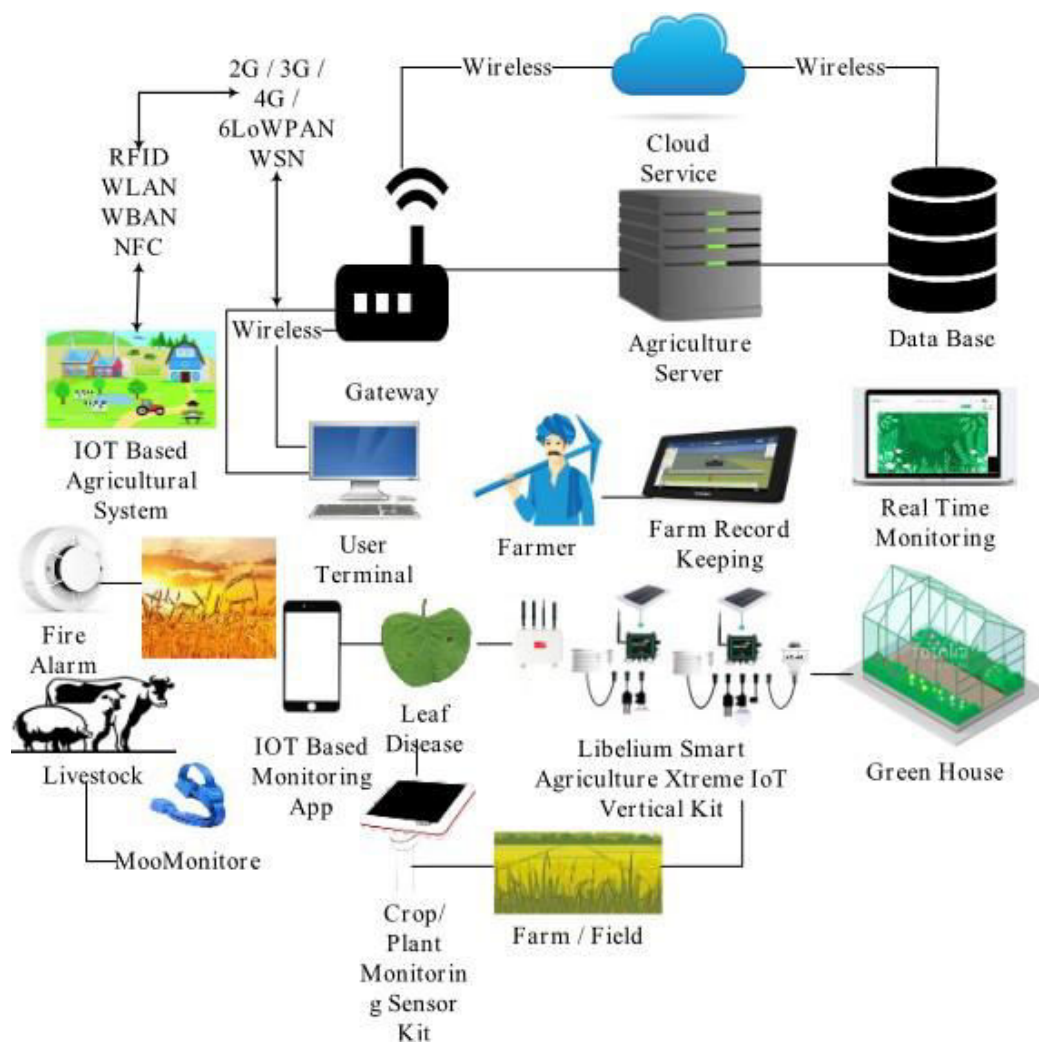 Wireless
Wireless
2G / 3G /
4G /
6LoWPAN
WSN
Cloud
Service
RFID
WLAN
WBAN
NFC
Wireless
Gateway
Agriculture
Server
Data Base
IOT Based
Agricultural
System
User
Terminal
Farmer
Farm Record
Keeping
Real Time
Monitoring
Fire
Alarm
Livestock
MooMonitore
IOT Based
Monitoring
App
Leaf
Disease
Libelium Smart
Agriculture Xtreme IoT
Vertical Kit
Green House
Crop/
Plant
Monitorin
g Sensor
Kit
Farm / Field